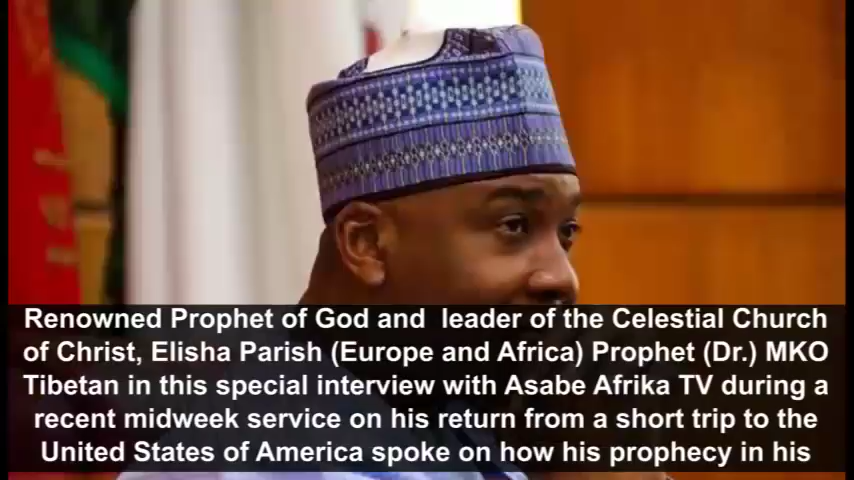 Renowned Prophet of God and leader of the Celestial Church
of Christ, Elisha Parish (Europe and Africa) Prophet (Dr.) MKO
Tibetan in this special interview with Asabe Afrika TV during a
recent midweek service on his return from a short trip to the
United States of America spoke on how his prophecy in his